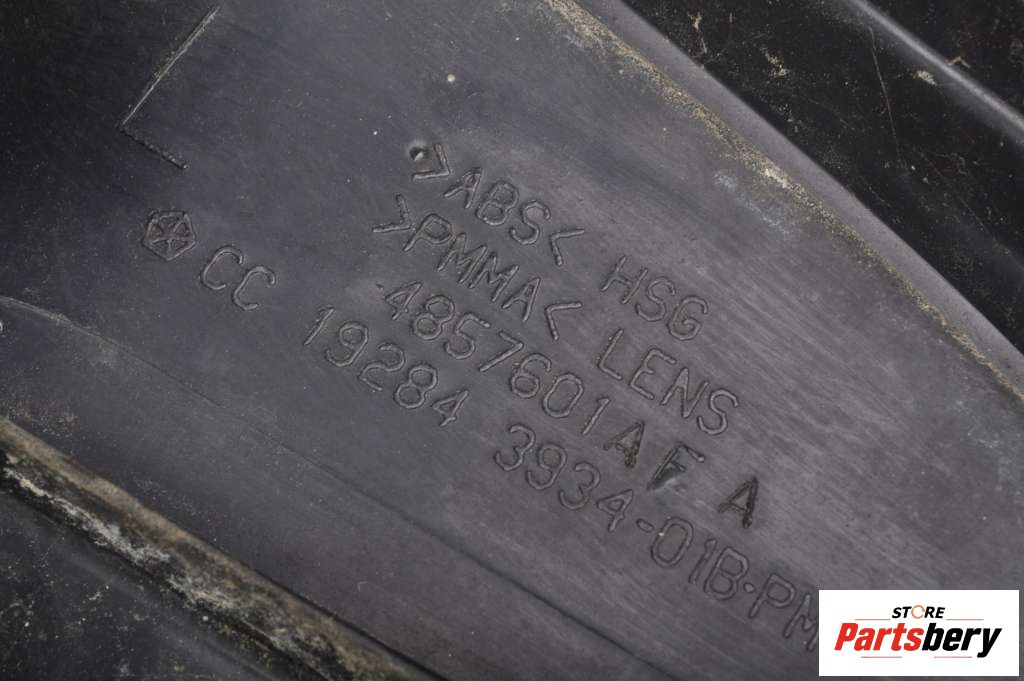 >ABS< HSG
>PMMA< LENS
4857601AF A
CC 19284 3934-01B·PM
STORE
Partsbery